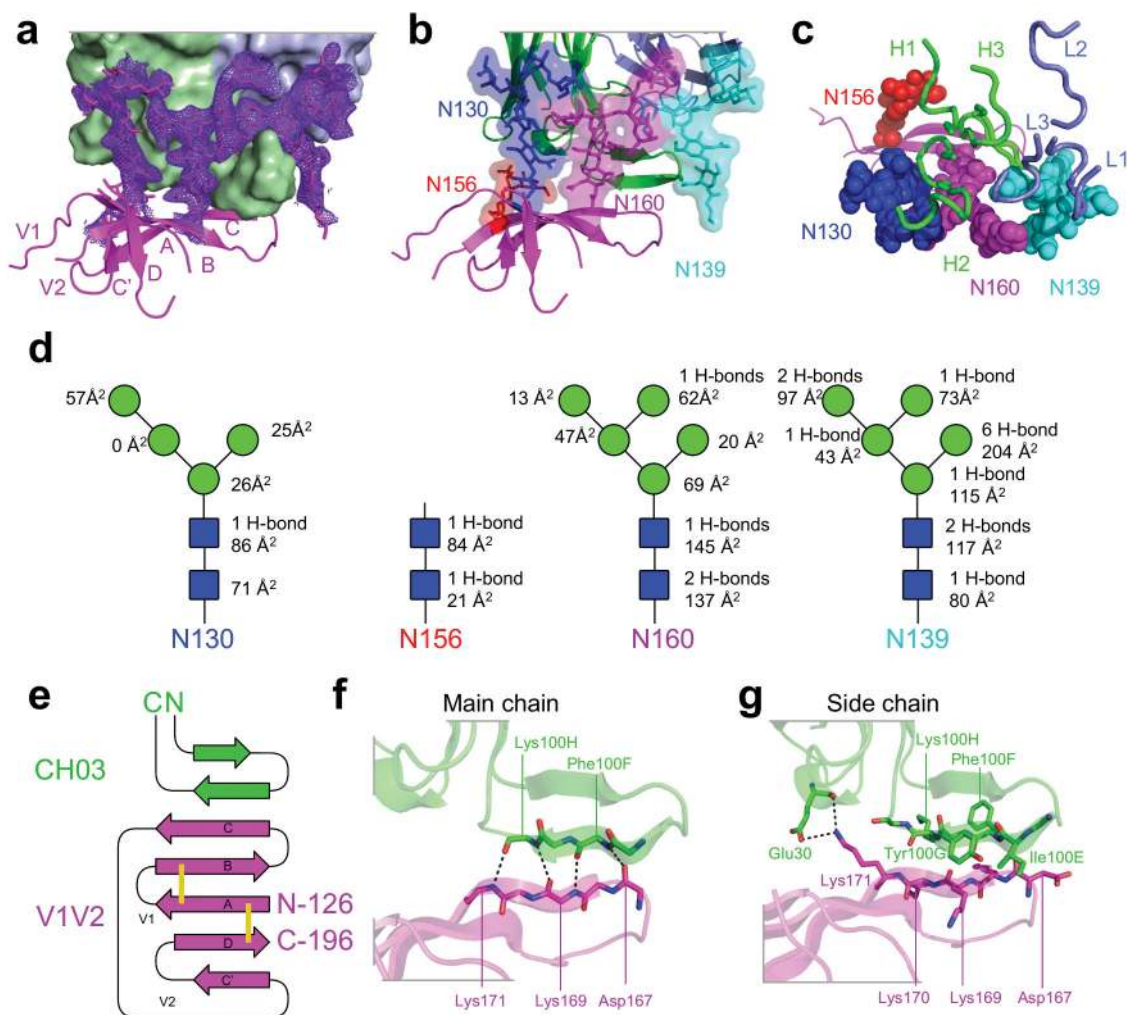 a
b
c
V1
V2
A
B
C
C'
D
N130
N156
N160
N139
H1
H3
L2
N156
L3
L1
N130
H2
N160
N139
d
57Å²
0 Å²
25Å²
26Å²
1 H-bond
86 Å²
71 Å²
N130
1 H-bond
84 Å²
1 H-bond
21 Å²
N156
13 Å²
1 H-bonds
62Å²
47Å²
20 Å²
69 Å²
1 H-bonds
145 Å²
2 H-bonds
137 Å²
N160
2 H-bonds
97 Å²
1 H-bond
73Å²
1 H-bond
43 Å²
6 H-bond
204 Å²
1 H-bond
115 Å²
2 H-bonds
117 Å²
1 H-bond
80 Å²
N139
e
CN
CH03
C
B
A
V1
N-126
V1V2
D
C-196
C'
V2
f
Main chain
Lys100H
Phe100F
Lys171
Lys169
Asp167
g
Side chain
Lys100H
Phe100F
Glu30
Tyr100G
Ile100E
Lys171
Lys170
Lys169
Asp167